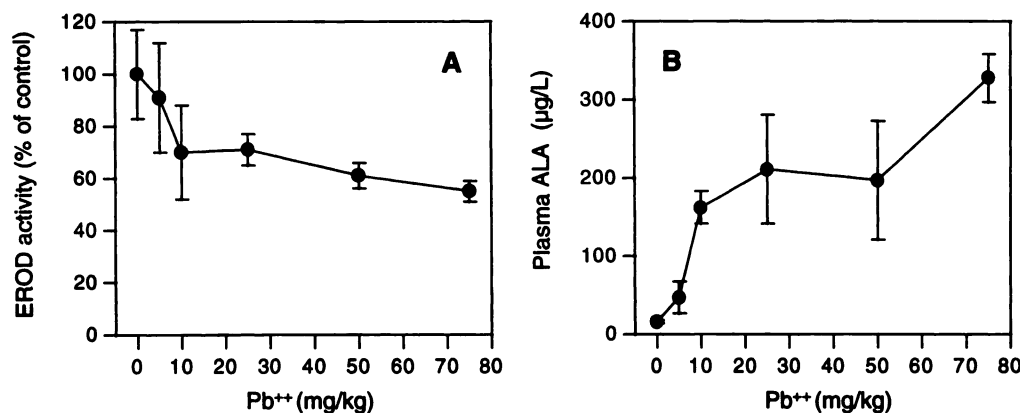 A
EROD activity (% of control)
120
100
80
60
40
20
0
0 10 20 30 40 50 60 70 80
Pb++ (mg/kg)
B
Plasma ALA (µg/L)
400
300
200
100
0
0 10 20 30 40 50 60 70 80
Pb++ (mg/kg)